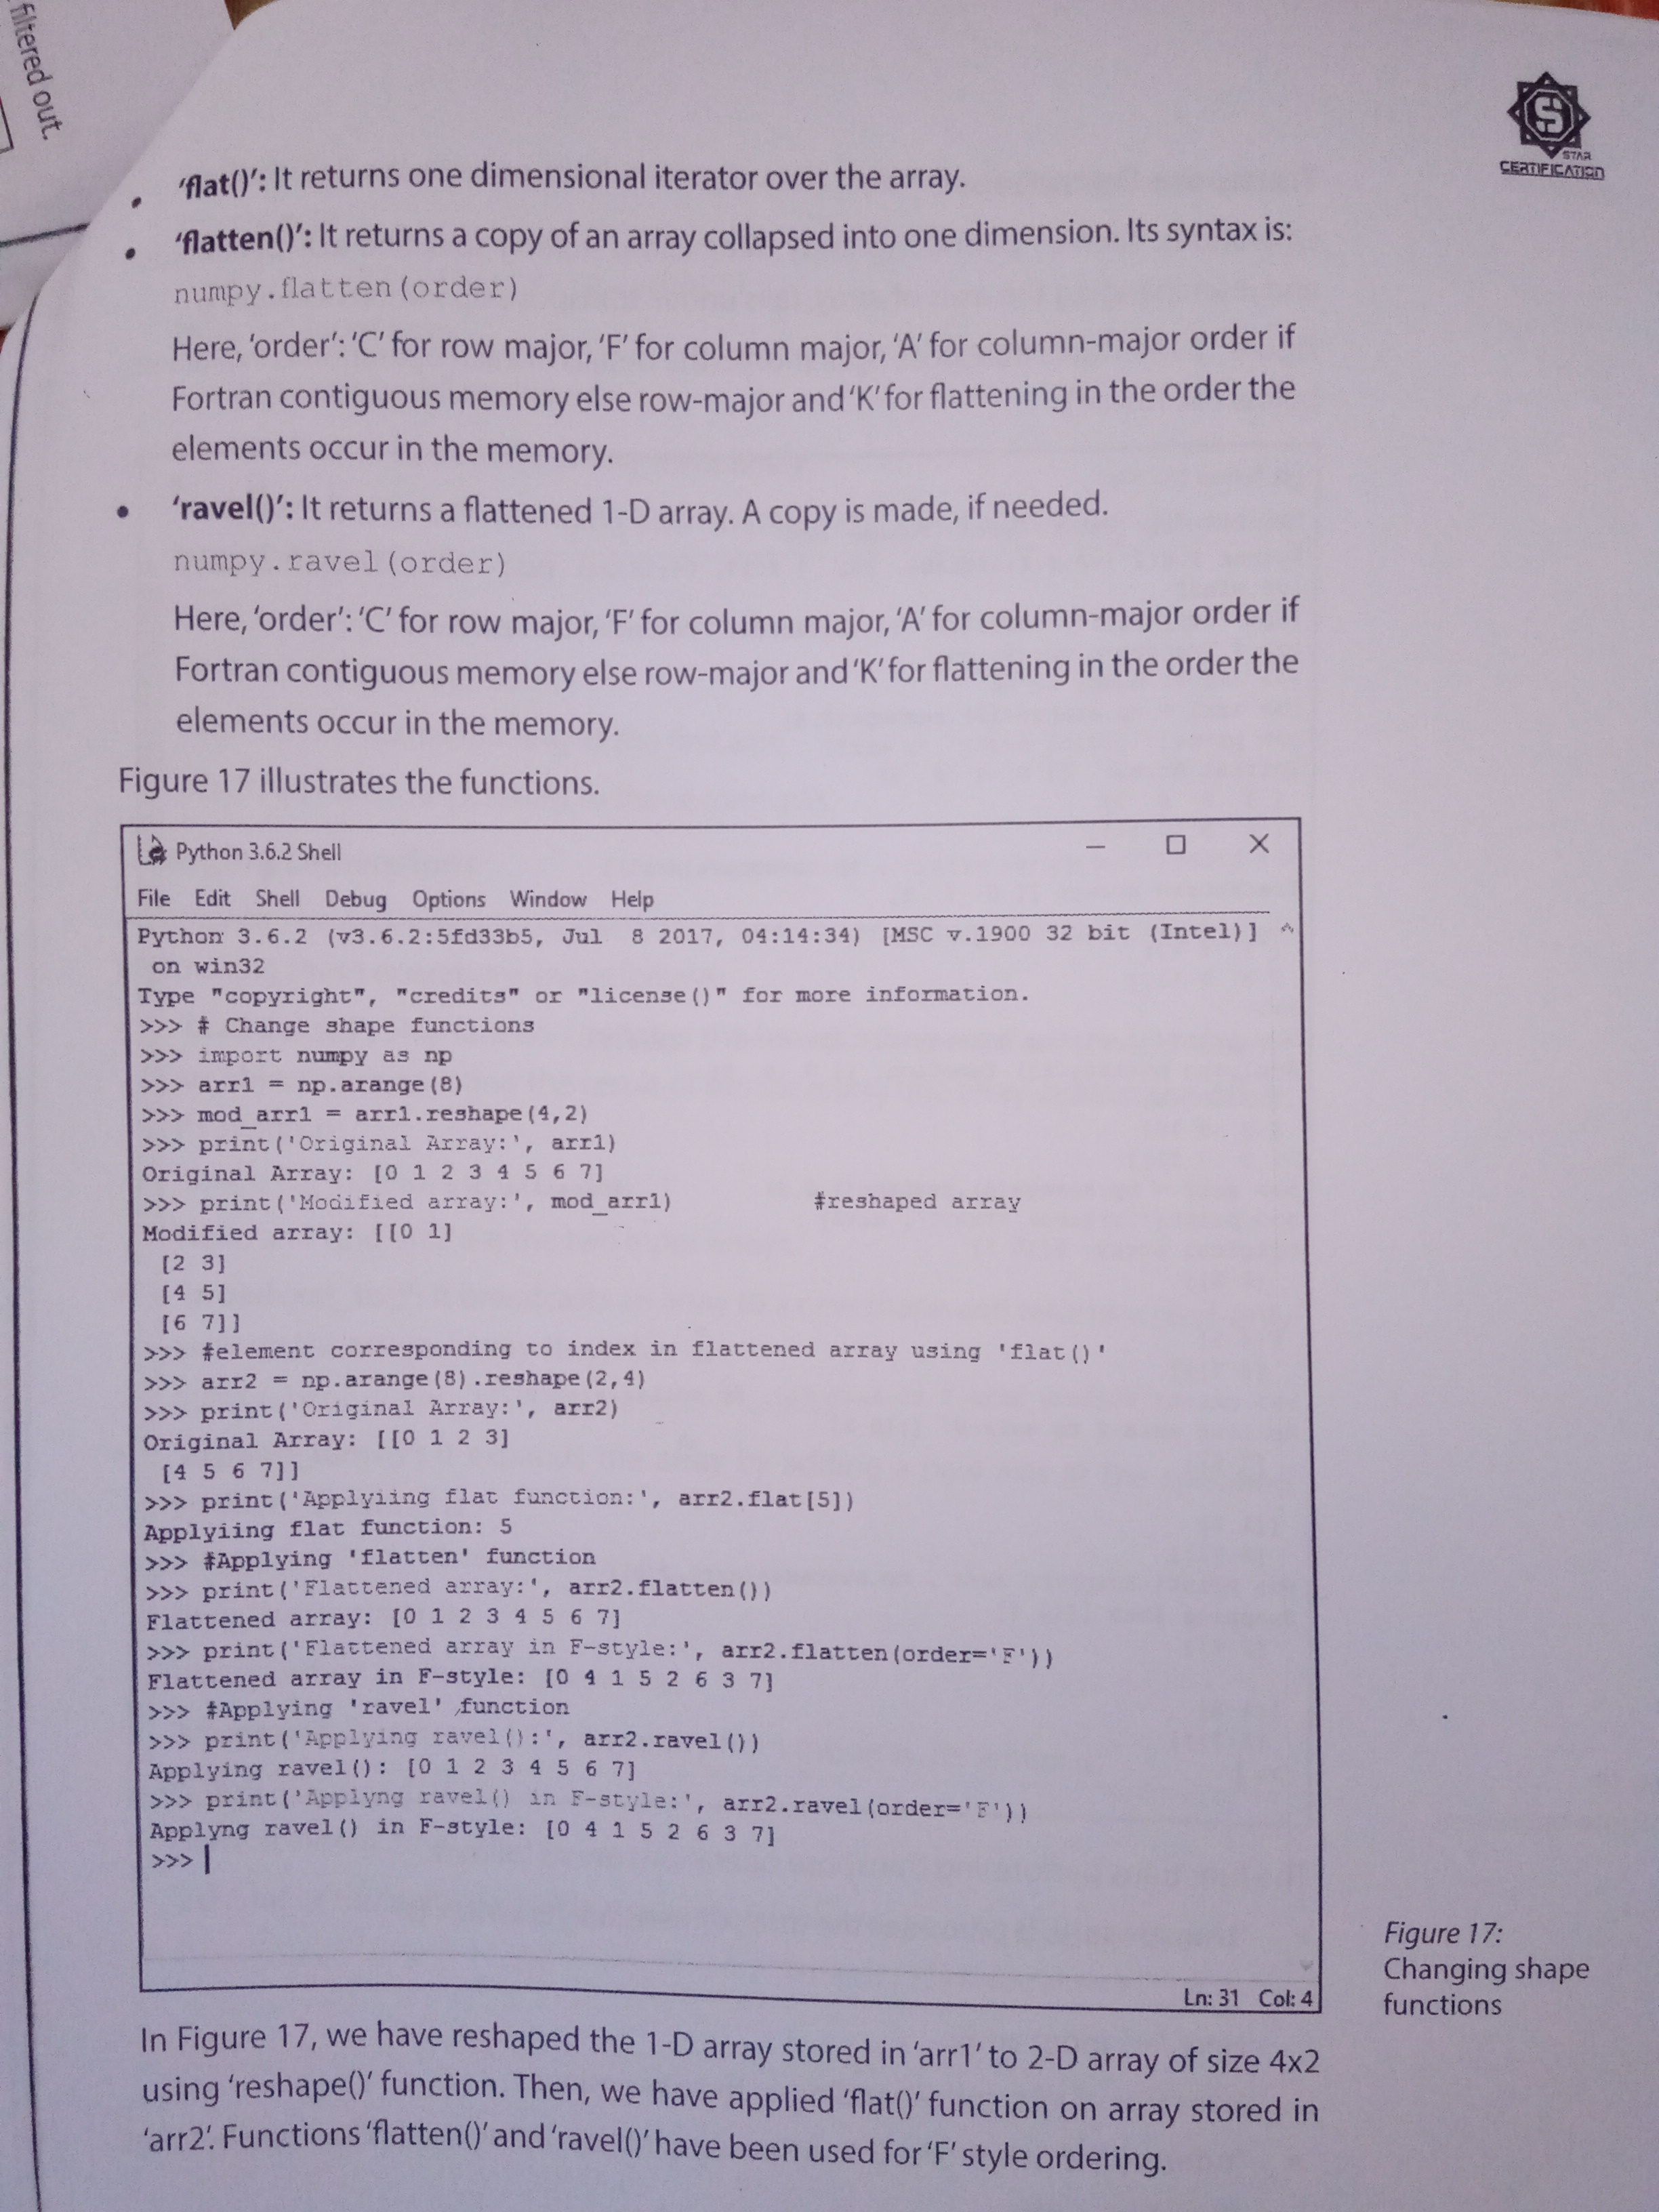 filtered out.
STAR
CERTIFICATION
• 'flat()': It returns one dimensional iterator over the array.
• 'flatten()': It returns a copy of an array collapsed into one dimension. Its syntax is:
numpy.flatten(order)
Here, 'order': 'C' for row major, 'F' for column major, 'A' for column-major order if
Fortran contiguous memory else row-major and 'K' for flattening in the order the
elements occur in the memory.
• 'ravel()': It returns a flattened 1-D array. A copy is made, if needed.
numpy.ravel(order)
Here, 'order': 'C' for row major, 'F' for column major, 'A' for column-major order if
Fortran contiguous memory else row-major and 'K' for flattening in the order the
elements occur in the memory.
Figure 17 illustrates the functions.
Python 3.6.2 Shell
File Edit Shell Debug Options Window Help
Python 3.6.2 (v3.6.2:5fd33b5, Jul  8 2017, 04:14:34) [MSC v.1900 32 bit (Intel)]
on win32
Type "copyright", "credits" or "license()" for more information.
>>> # Change shape functions
>>> import numpy as np
>>> arr1 = np.arange(8)
>>> mod_arr1 = arr1.reshape(4,2)
>>> print('Original Array:', arr1)
Original Array: [0 1 2 3 4 5 6 7]
>>> print('Modified array:', mod_arr1) #reshaped array
Modified array: [[0 1]
[2 3]
[4 5]
[6 7]]
>>> #element corresponding to index in flattened array using 'flat()'
>>> arr2 = np.arange(8).reshape(2,4)
>>> print('Original Array:', arr2)
Original Array: [[0 1 2 3]
[4 5 6 7]]
>>> print('Applyiing flat function:', arr2.flat[5])
Applyiing flat function: 5
>>> #Applying 'flatten' function
>>> print('Flattened array:', arr2.flatten())
Flattened array: [0 1 2 3 4 5 6 7]
>>> print('Flattened array in F-style:', arr2.flatten(order='F'))
Flattened array in F-style: [0 4 1 5 2 6 3 7]
>>> #Applying 'ravel' function
>>> print('Applying ravel():', arr2.ravel())
Applying ravel(): [0 1 2 3 4 5 6 7]
>>> print('Applyng ravel() in F-style:', arr2.ravel(order='F'))
Applyng ravel() in F-style: [0 4 1 5 2 6 3 7]
>>>
Ln: 31 Col: 4
Figure 17:
Changing shape
functions
In Figure 17, we have reshaped the 1-D array stored in 'arr1' to 2-D array of size 4x2
using 'reshape()' function. Then, we have applied 'flat()' function on array stored in
'arr2'. Functions 'flatten()' and 'ravel()' have been used for 'F' style ordering.